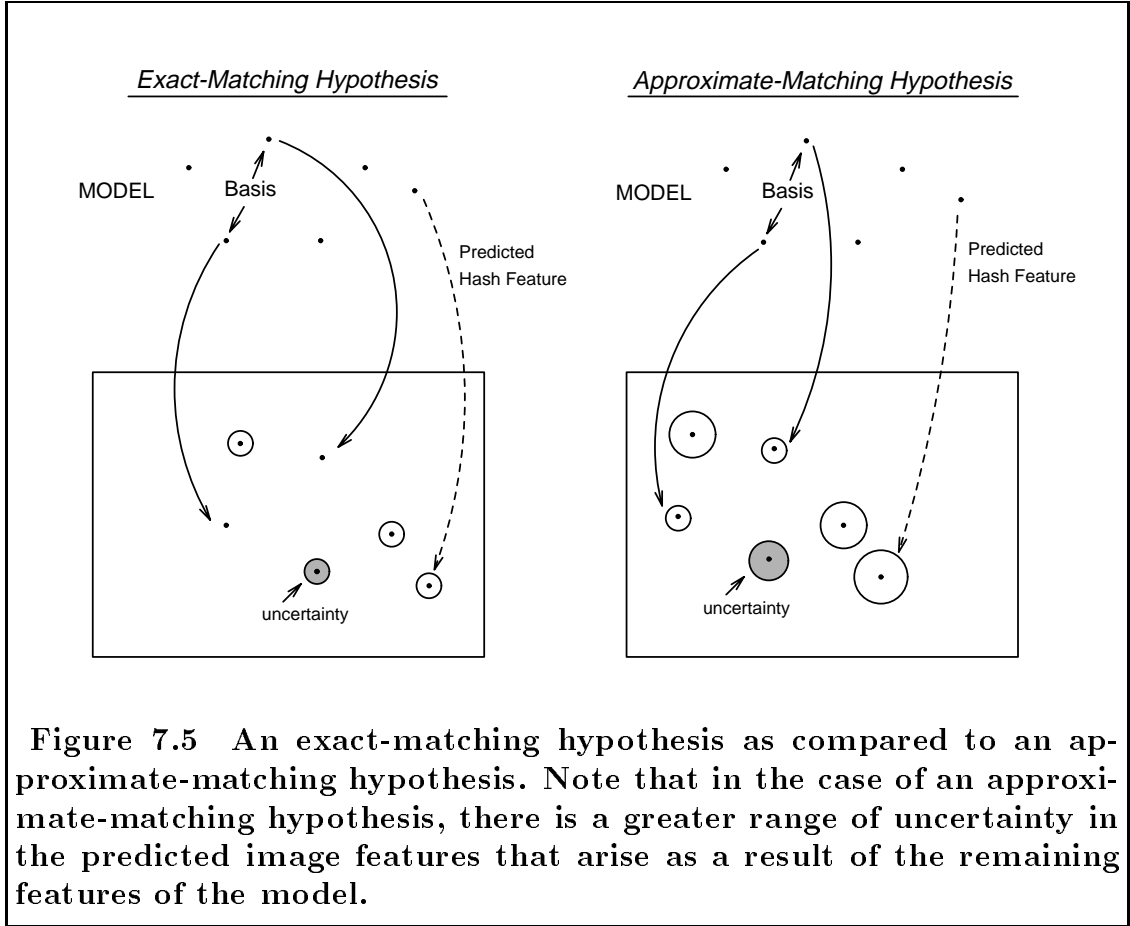 Exact-Matching Hypothesis
MODEL
Basis
Predicted
Hash Feature
uncertainty
Approximate-Matching Hypothesis
MODEL
Basis
Predicted
Hash Feature
uncertainty
Figure 7.5 An exact-matching hypothesis as compared to an ap-
proximate-matching hypothesis. Note that in the case of an approxi-
mate-matching hypothesis, there is a greater range of uncertainty in
the predicted image features that arise as a result of the remaining
features of the model.